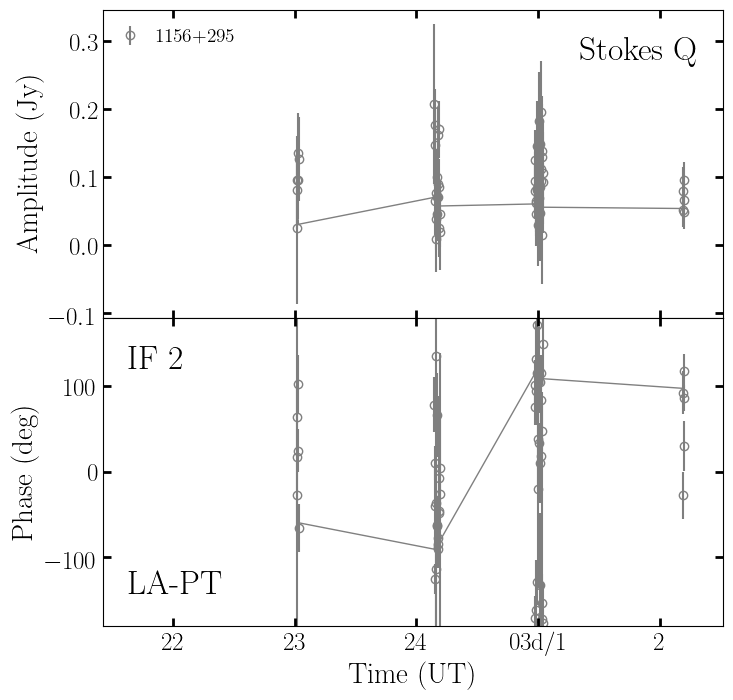 1156+295
Stokes Q
Amplitude (Jy)
0.3
0.2
0.1
0.0
−0.1
IF 2
LA-PT
Phase (deg)
100
0
−100
22
23
24
03d/1
2
Time (UT)